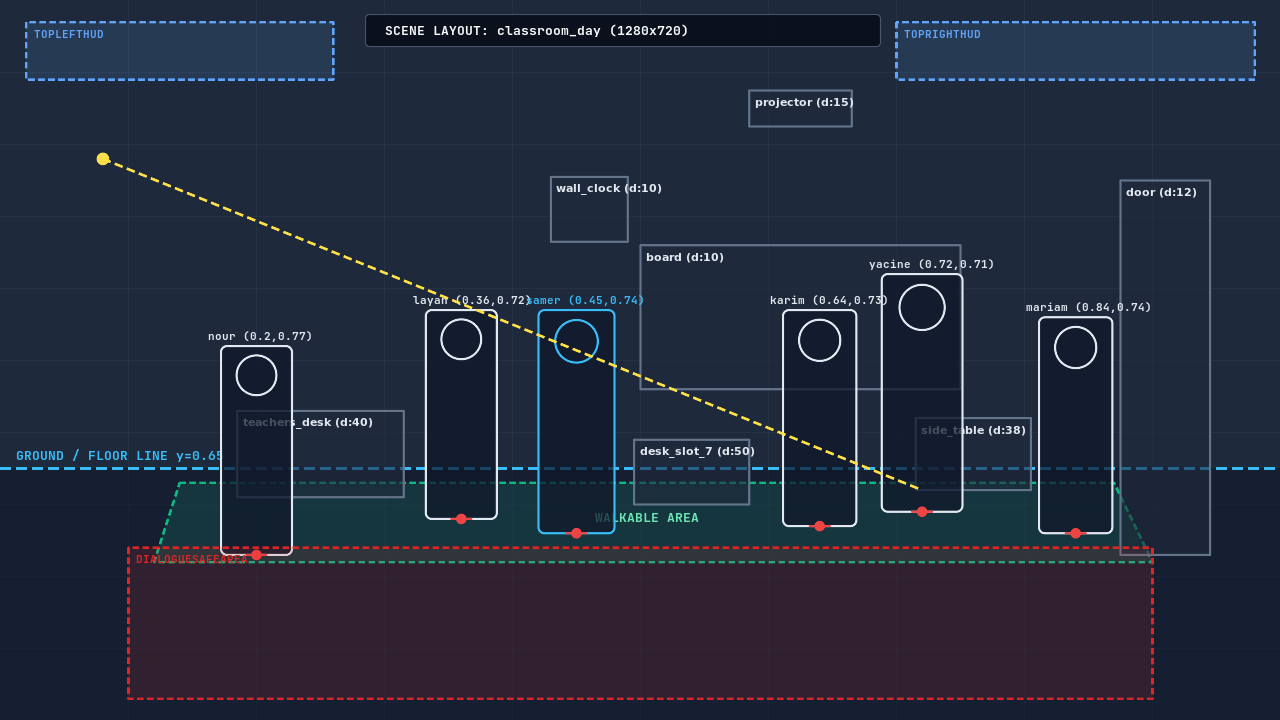 SCENE LAYOUT: classroom_day (1280x720)
TOPLEFTHUD
TOPRIGHTHUD
projector (d:15)
wall_clock (d:10)
door (d:12)
board (d:10)
yacine (0.72,0.71)
layan (0.36,0.72)
samer (0.45,0.74)
karim (0.64,0.73)
mariam (0.84,0.74)
nour (0.2,0.77)
teachers_desk (d:40)
side_table (d:38)
desk_slot_7 (d:50)
GROUND / FLOOR LINE y=0.65
WALKABLE AREA
DIALOGUESAFEAREA